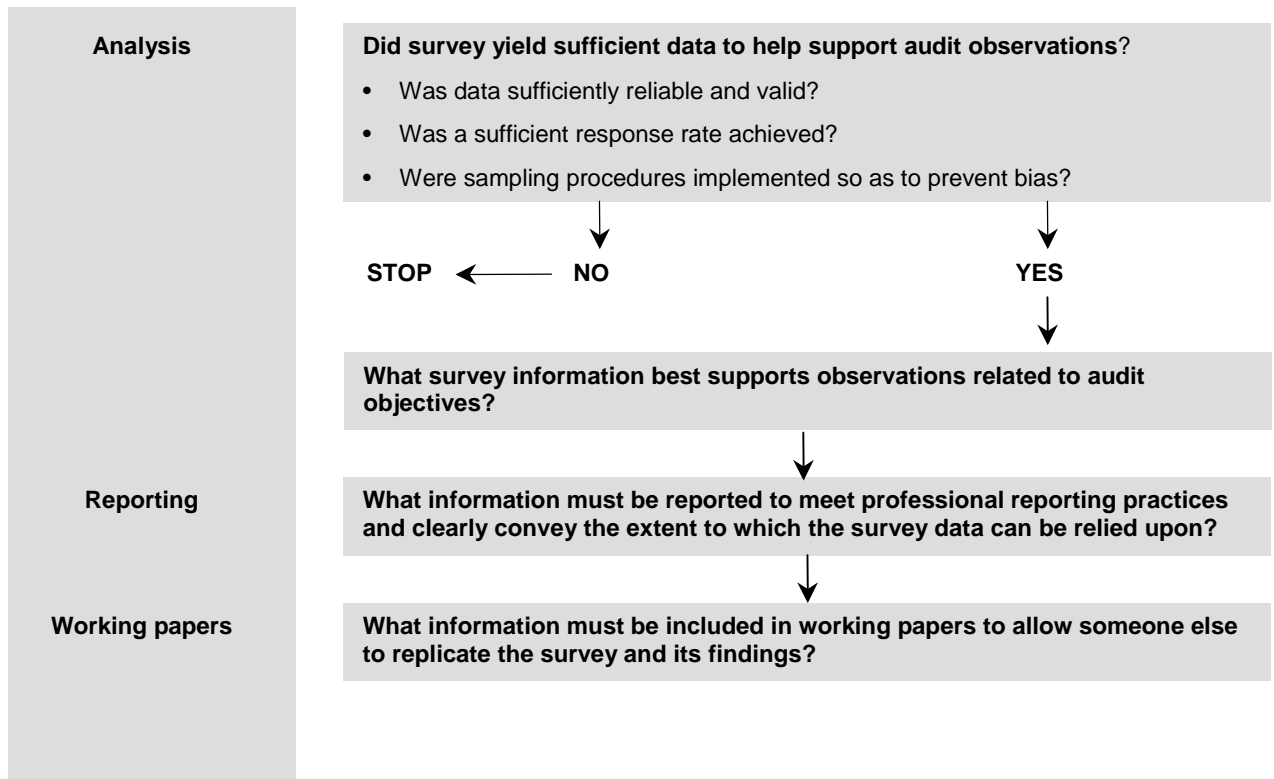 Analysis
Did survey yield sufficient data to help support audit observations?
• Was data sufficiently reliable and valid?
• Was a sufficient response rate achieved?
• Were sampling procedures implemented so as to prevent bias?
STOP
NO
YES
What survey information best supports observations related to audit
objectives?
Reporting
What information must be reported to meet professional reporting practices
and clearly convey the extent to which the survey data can be relied upon?
Working papers
What information must be included in working papers to allow someone else
to replicate the survey and its findings?